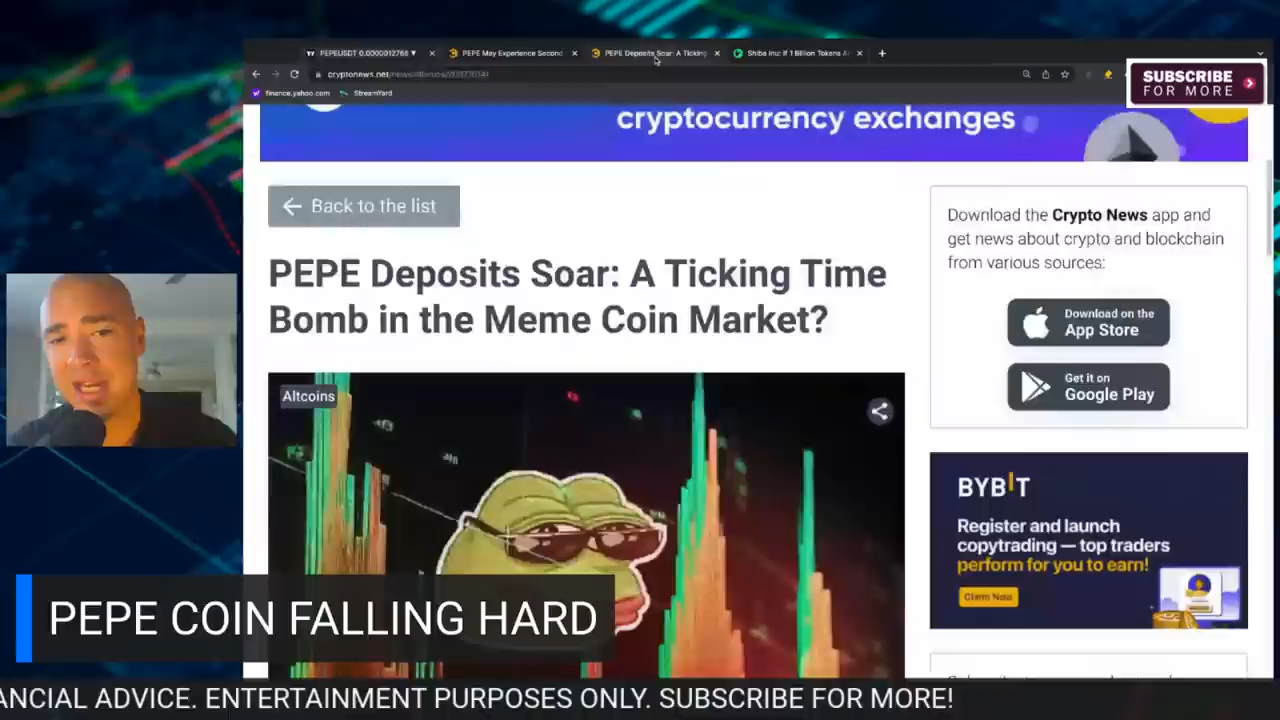 PEPEUSDT 0.0000012766 ▼
PEPE May Experience Second
PEPE Deposits Soar: A Ticking
Shiba Inu: If 1 Billion Tokens A
cryptonews.net
finance.yahoo.com
StreamYard
SUBSCRIBE
FOR MORE
cryptocurrency exchanges
Back to the list
PEPE Deposits Soar: A Ticking Time
Bomb in the Meme Coin Market?
Altcoins
Download the Crypto News app and
get news about crypto and blockchain
from various sources:
Download on the
App Store
Get it on
Google Play
BYBIT
Register and launch
copytrading — top traders
perform for you to earn!
Claim Now
PEPE COIN FALLING HARD
ANCIAL ADVICE. ENTERTAINMENT PURPOSES ONLY. SUBSCRIBE FOR MORE!